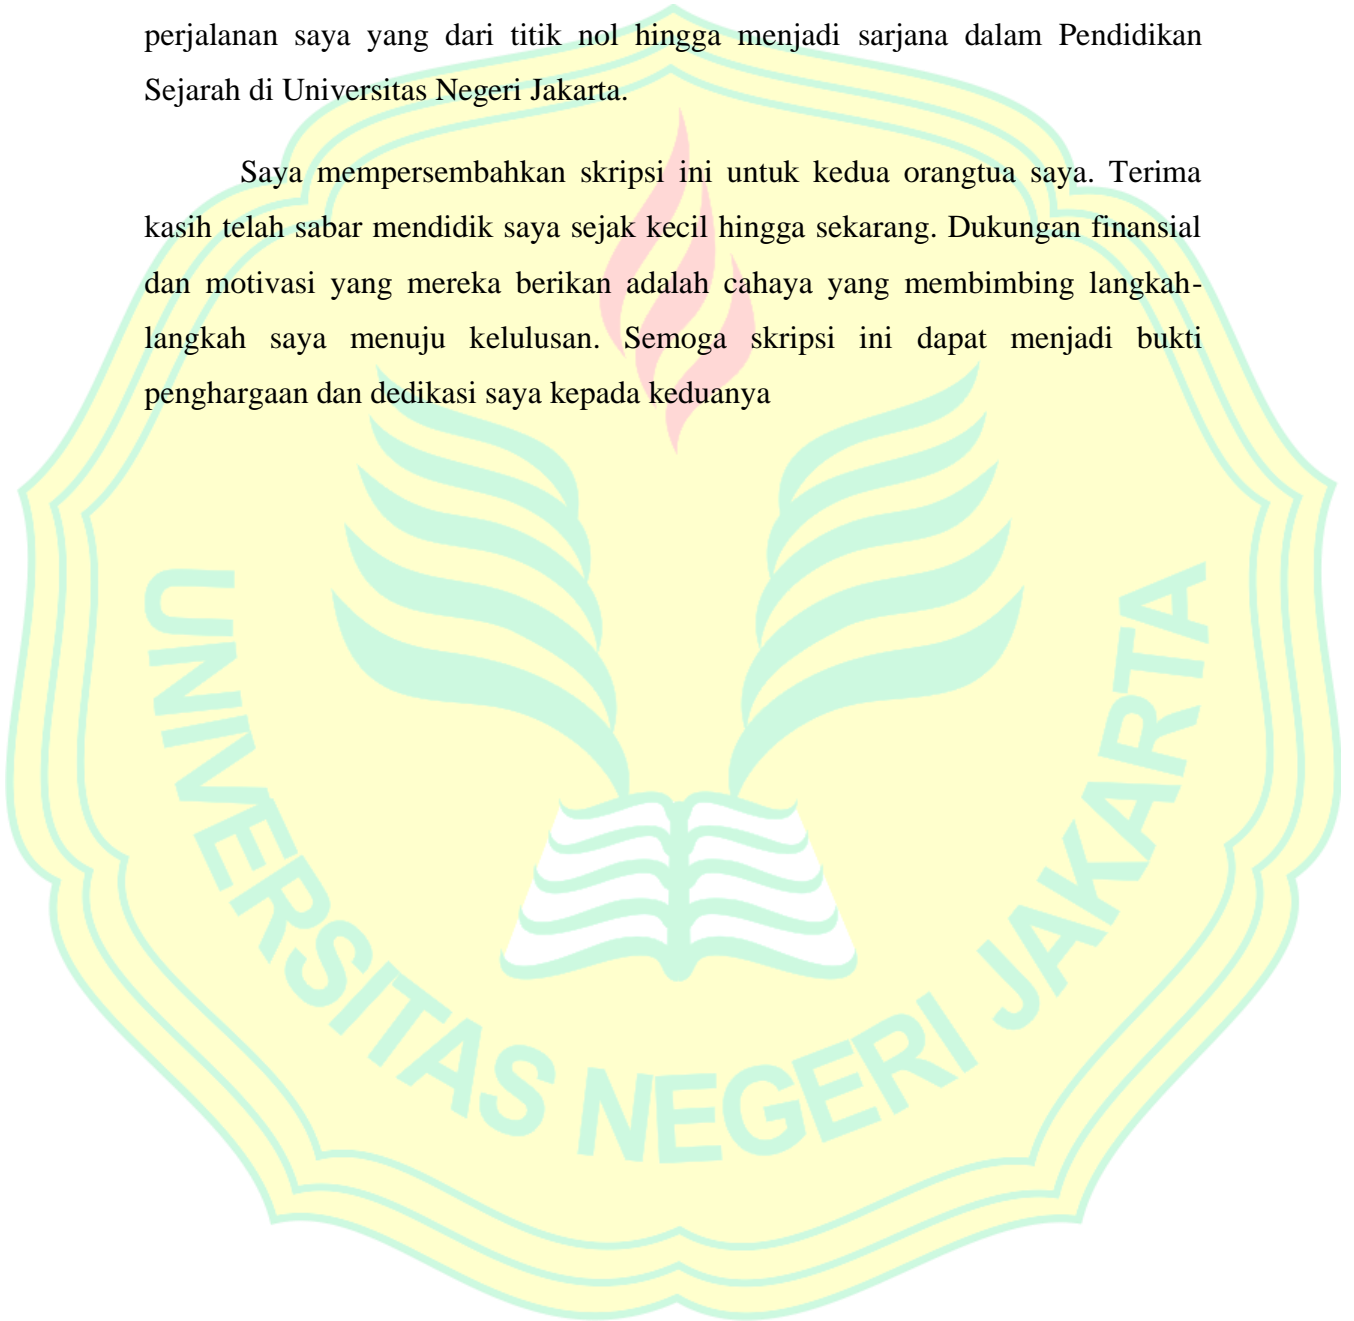 perjalanan saya yang dari titik nol hingga menjadi sarjana dalam Pendidikan
Sejarah di Universitas Negeri Jakarta.
Saya mempersembahkan skripsi ini untuk kedua orangtua saya. Terima
kasih telah sabar mendidik saya sejak kecil hingga sekarang. Dukungan finansial
dan motivasi yang mereka berikan adalah cahaya yang membimbing langkah-
langkah saya menuju kelulusan. Semoga skripsi ini dapat menjadi bukti
penghargaan dan dedikasi saya kepada keduanya
UNIVERSITAS NEGERI JAKARTA